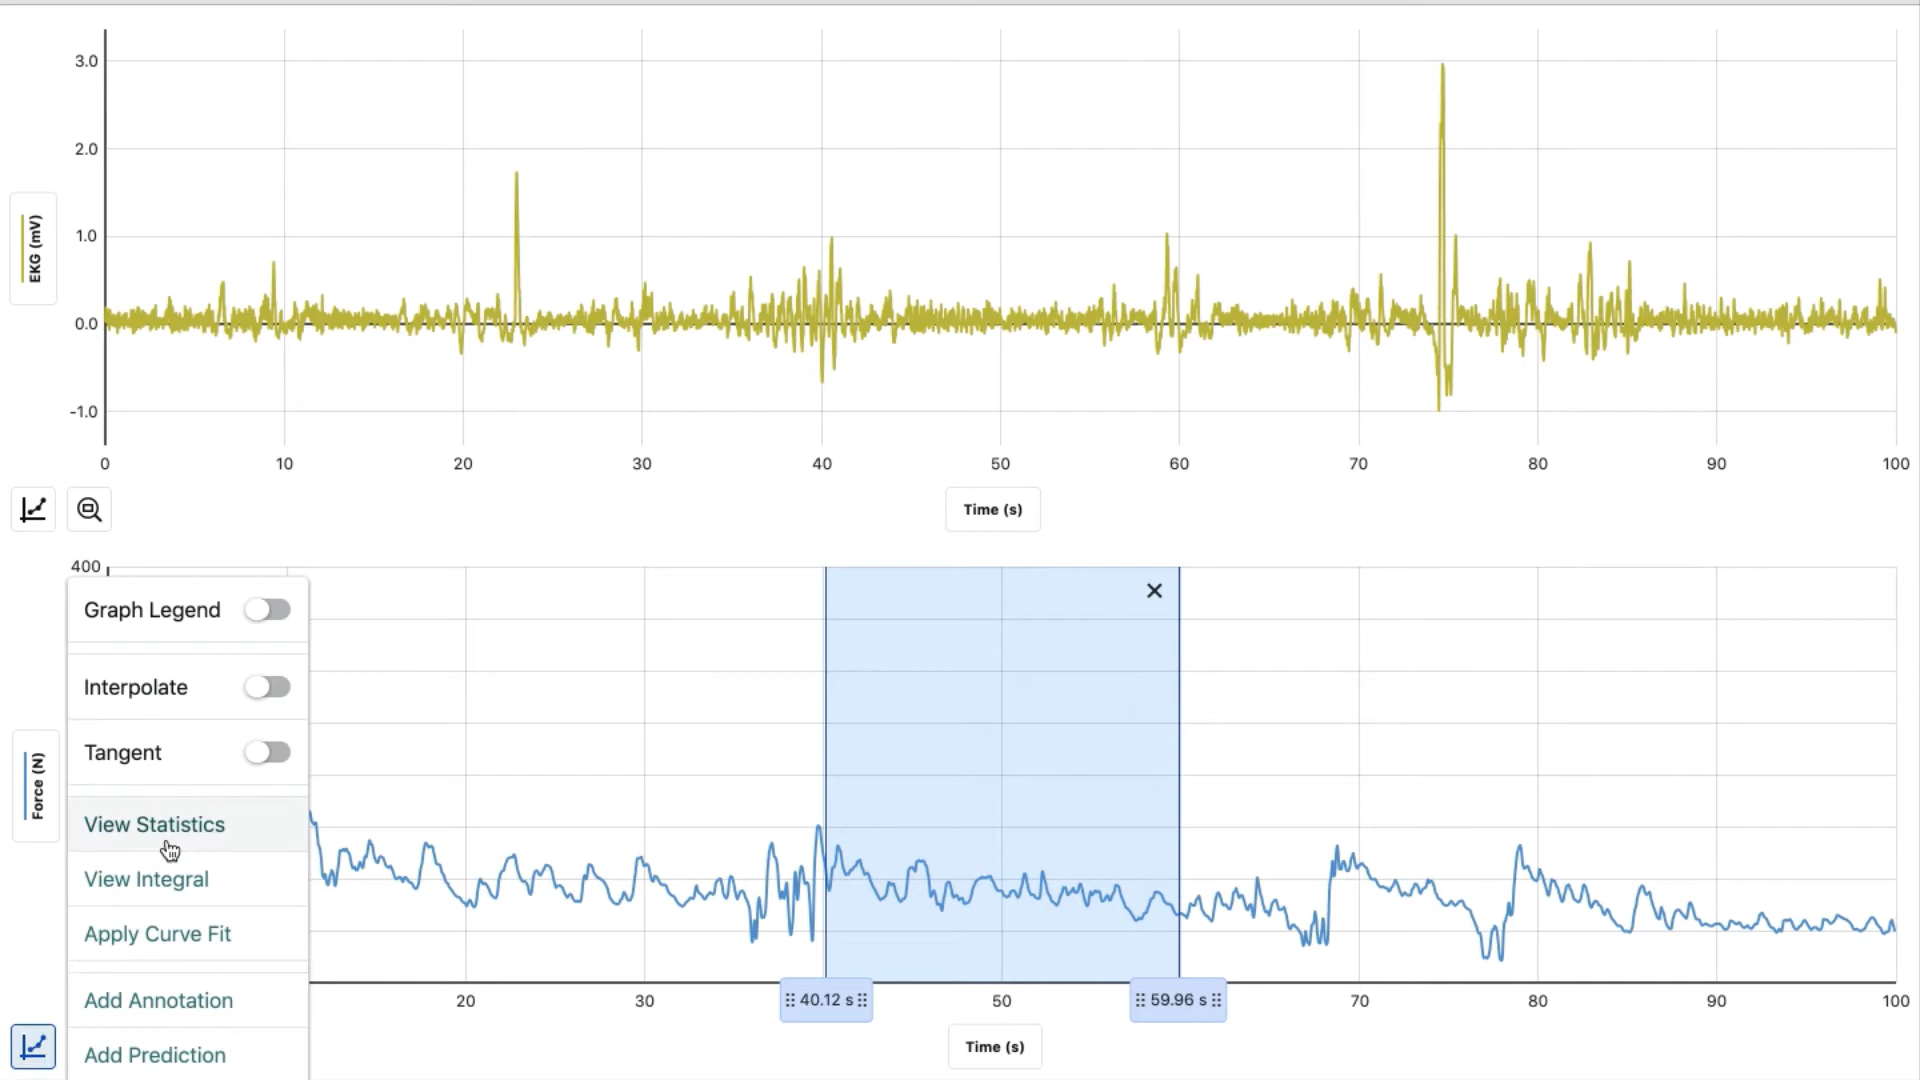 3.0
2.0
1.0
0.0
-1.0
EKG (mV)
0 10 20 30 40 50 60 70 80 90 100
Time (s)
400
Graph Legend
Interpolate
Tangent
View Statistics
View Integral
Apply Curve Fit
Add Annotation
Add Prediction
Force (N)
20 30 40.12 s 50 59.96 s 70 80 90 100
Time (s)